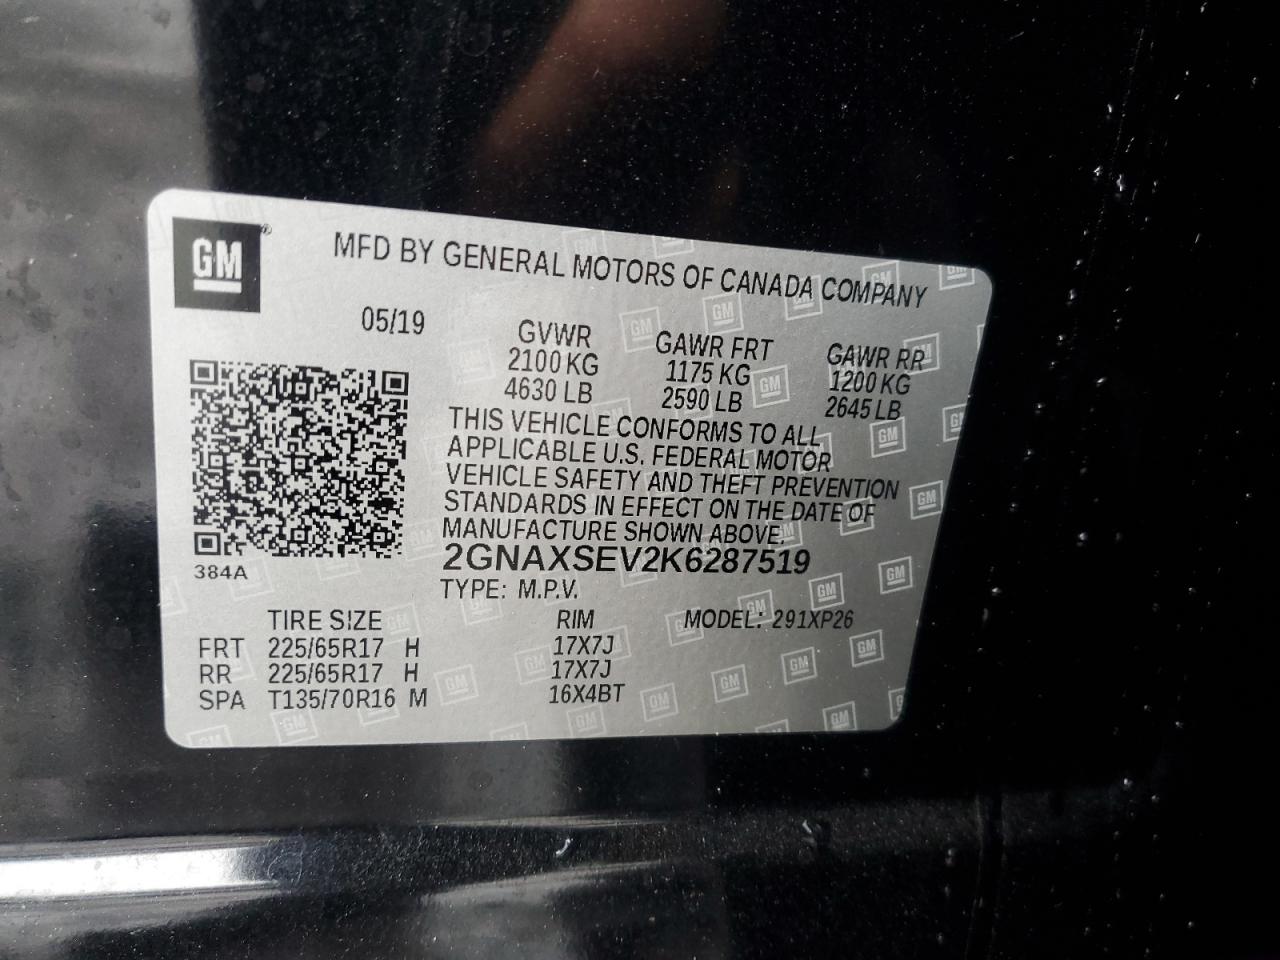 GM
MFD BY GENERAL MOTORS OF CANADA COMPANY
05/19
GVWR GAWR FRT GAWR RR
2100 KG 1175 KG 1200 KG
4630 LB 2590 LB 2645 LB
THIS VEHICLE CONFORMS TO ALL
APPLICABLE U.S. FEDERAL MOTOR
VEHICLE SAFETY AND THEFT PREVENTION
STANDARDS IN EFFECT ON THE DATE OF
MANUFACTURE SHOWN ABOVE.
2GNAXSEV2K6287519
384A
TYPE: M.P.V.
TIRE SIZE RIM MODEL: 291XP26
FRT 225/65R17 H 17X7J
RR 225/65R17 H 17X7J
SPA T135/70R16 M 16X4BT